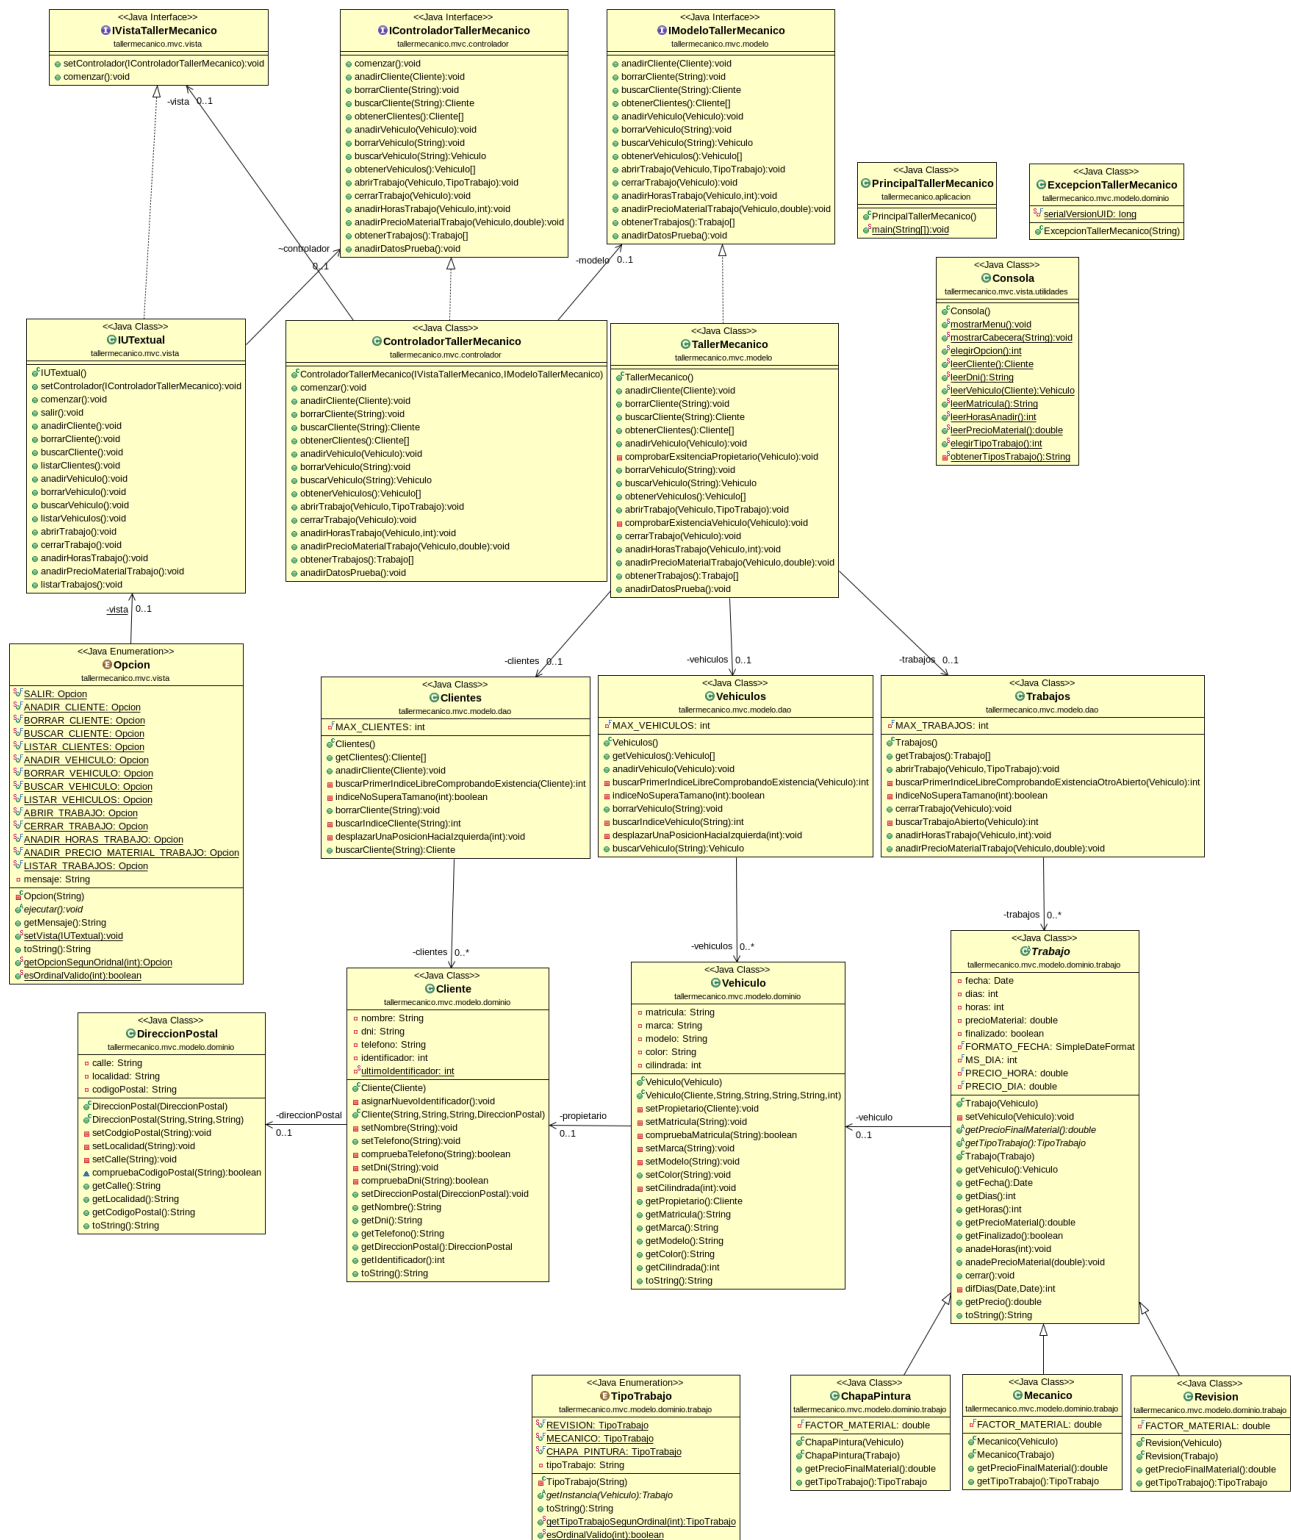 <<Java Interface>>
IVistaTallerMecanico
tallermecanico.mvc.vista
setControlador(IControladorTallerMecanico):void
comenzar():void
<<Java Interface>>
IControladorTallerMecanico
tallermecanico.mvc.controlador
comenzar():void
anadirCliente(Cliente):void
borrarCliente(String):void
buscarCliente(String):Cliente
obtenerClientes():Cliente[]
anadirVehiculo(Vehiculo):void
borrarVehiculo(String):void
buscarVehiculo(String):Vehiculo
obtenerVehiculos():Vehiculo[]
abrirTrabajo(Vehiculo,TipoTrabajo):void
cerrarTrabajo(Vehiculo):void
anadirHorasTrabajo(Vehiculo,int):void
anadirPrecioMaterialTrabajo(Vehiculo,double):void
obtenerTrabajos():Trabajo[]
anadirDatosPrueba():void
<<Java Interface>>
IModeloTallerMecanico
tallermecanico.mvc.modelo
anadirCliente(Cliente):void
borrarCliente(String):void
buscarCliente(String):Cliente
obtenerClientes():Cliente[]
anadirVehiculo(Vehiculo):void
borrarVehiculo(String):void
buscarVehiculo(String):Vehiculo
obtenerVehiculos():Vehiculo[]
abrirTrabajo(Vehiculo,TipoTrabajo):void
cerrarTrabajo(Vehiculo):void
anadirHorasTrabajo(Vehiculo,int):void
anadirPrecioMaterialTrabajo(Vehiculo,double):void
obtenerTrabajos():Trabajo[]
anadirDatosPrueba():void
<<Java Class>>
PrincipalTallerMecanico
tallermecanico.aplicacion
PrincipalTallerMecanico()
main(String[]):void
<<Java Class>>
ExcepcionTallerMecanico
tallermecanico.mvc.modelo.dominio
serialVersionUID: long
ExcepcionTallerMecanico(String)
<<Java Class>>
Consola
tallermecanico.mvc.vista.utilidades
Consola()
mostrarMenu():void
mostrarCabecera(String):void
elegirOpcion():int
leerCliente():Cliente
leerDni():String
leerVehiculo(Cliente):Vehiculo
leerMatricula():String
leerHorasAnadir():int
leerPrecioMaterial():double
elegirTipoTrabajo():int
obtenerTiposTrabajo():String
-vista 0..1
~controlador
0..1
-modelo 0..1
<<Java Class>>
IUTextual
tallermecanico.mvc.vista
IUTextual()
setControlador(IControladorTallerMecanico):void
comenzar():void
salir():void
anadirCliente():void
borrarCliente():void
buscarCliente():void
listarClientes():void
anadirVehiculo():void
borrarVehiculo():void
buscarVehiculo():void
listarVehiculos():void
abrirTrabajo():void
cerrarTrabajo():void
anadirHorasTrabajo():void
anadirPrecioMaterialTrabajo():void
listarTrabajos():void
<<Java Class>>
ControladorTallerMecanico
tallermecanico.mvc.controlador
ControladorTallerMecanico(IVistaTallerMecanico,IModeloTallerMecanico)
comenzar():void
anadirCliente(Cliente):void
borrarCliente(String):void
buscarCliente(String):Cliente
obtenerClientes():Cliente[]
anadirVehiculo(Vehiculo):void
borrarVehiculo(String):void
buscarVehiculo(String):Vehiculo
obtenerVehiculos():Vehiculo[]
abrirTrabajo(Vehiculo,TipoTrabajo):void
cerrarTrabajo(Vehiculo):void
anadirHorasTrabajo(Vehiculo,int):void
anadirPrecioMaterialTrabajo(Vehiculo,double):void
obtenerTrabajos():Trabajo[]
anadirDatosPrueba():void
<<Java Class>>
TallerMecanico
tallermecanico.mvc.modelo
TallerMecanico()
anadirCliente(Cliente):void
borrarCliente(String):void
buscarCliente(String):Cliente
obtenerClientes():Cliente[]
anadirVehiculo(Vehiculo):void
comprobarExsitenciaPropietario(Vehiculo):void
borrarVehiculo(String):void
buscarVehiculo(String):Vehiculo
obtenerVehiculos():Vehiculo[]
abrirTrabajo(Vehiculo,TipoTrabajo):void
comprobarExistenciaVehiculo(Vehiculo):void
cerrarTrabajo(Vehiculo):void
anadirHorasTrabajo(Vehiculo,int):void
anadirPrecioMaterialTrabajo(Vehiculo,double):void
obtenerTrabajos():Trabajo[]
anadirDatosPrueba():void
-vista 0..1
-clientes 0..1
-vehiculos 0..1
-trabajos 0..1
<<Java Enumeration>>
Opcion
tallermecanico.mvc.vista
SALIR: Opcion
ANADIR_CLIENTE: Opcion
BORRAR_CLIENTE: Opcion
BUSCAR_CLIENTE: Opcion
LISTAR_CLIENTES: Opcion
ANADIR_VEHICULO: Opcion
BORRAR_VEHICULO: Opcion
BUSCAR_VEHICULO: Opcion
LISTAR_VEHICULOS: Opcion
ABRIR_TRABAJO: Opcion
CERRAR_TRABAJO: Opcion
ANADIR_HORAS_TRABAJO: Opcion
ANADIR_PRECIO_MATERIAL_TRABAJO: Opcion
LISTAR_TRABAJOS: Opcion
mensaje: String
Opcion(String)
ejecutar():void
getMensaje():String
setVista(IUTextual):void
toString():String
getOpcionSegunOridnal(int):Opcion
esOrdinalValido(int):boolean
<<Java Class>>
Clientes
tallermecanico.mvc.modelo.dao
MAX_CLIENTES: int
Clientes()
getClientes():Cliente[]
anadirCliente(Cliente):void
buscarPrimerIndiceLibreComprobandoExistencia(Cliente):int
indiceNoSuperaTamano(int):boolean
borrarCliente(String):void
buscarIndiceCliente(String):int
desplazarUnaPosicionHaciaIzquierda(int):void
buscarCliente(String):Cliente
<<Java Class>>
Vehiculos
tallermecanico.mvc.modelo.dao
MAX_VEHICULOS: int
Vehiculos()
getVehiculos():Vehiculo[]
anadirVehiculo(Vehiculo):void
buscarPrimerIndiceLibreComprobandoExistencia(Vehiculo):int
indiceNoSuperaTamano(int):boolean
borrarVehiculo(String):void
buscarIndiceVehiculo(String):int
desplazarUnaPosicionHaciaIzquierda(int):void
buscarVehiculo(String):Vehiculo
<<Java Class>>
Trabajos
tallermecanico.mvc.modelo.dao
MAX_TRABAJOS: int
Trabajos()
getTrabajos():Trabajo[]
abrirTrabajo(Vehiculo,TipoTrabajo):void
buscarPrimerIndiceLibreComprobandoExistenciaOtroAbierto(Vehiculo):int
indiceNoSuperaTamano(int):boolean
cerrarTrabajo(Vehiculo):void
buscarTrabajoAbierto(Vehiculo):int
anadirHorasTrabajo(Vehiculo,int):void
anadirPrecioMaterialTrabajo(Vehiculo,double):void
-clientes 0..*
-vehiculos 0..*
-trabajos 0..*
<<Java Class>>
DireccionPostal
tallermecanico.mvc.modelo.dominio
calle: String
localidad: String
codigoPostal: String
DireccionPostal(DireccionPostal)
DireccionPostal(String,String,String)
setCodgioPostal(String):void
setLocalidad(String):void
setCalle(String):void
compruebaCodigoPostal(String):boolean
getCalle():String
getLocalidad():String
getCodigoPostal():String
toString():String
-direccionPostal
0..1
<<Java Class>>
Cliente
tallermecanico.mvc.modelo.dominio
nombre: String
dni: String
telefono: String
identificador: int
ultimoIdentificador: int
Cliente(Cliente)
asignarNuevoIdentificador():void
Cliente(String,String,String,DireccionPostal)
setNombre(String):void
setTelefono(String):void
compruebaTelefono(String):boolean
setDni(String):void
compruebaDni(String):boolean
setDireccionPostal(DireccionPostal):void
getNombre():String
getDni():String
getTelefono():String
getDireccionPostal():DireccionPostal
getIdentificador():int
toString():String
-propietario
0..1
<<Java Class>>
Vehiculo
tallermecanico.mvc.modelo.dominio
matricula: String
marca: String
modelo: String
color: String
cilindrada: int
Vehiculo(Vehiculo)
Vehiculo(Cliente,String,String,String,String,int)
setPropietario(Cliente):void
setMatricula(String):void
compruebaMatricula(String):boolean
setMarca(String):void
setModelo(String):void
setColor(String):void
setCilindrada(int):void
getPropietario():Cliente
getMatricula():String
getMarca():String
getModelo():String
getColor():String
getCilindrada():int
toString():String
-vehiculo
0..1
<<Java Class>>
Trabajo
tallermecanico.mvc.modelo.dominio.trabajo
fecha: Date
dias: int
horas: int
precioMaterial: double
finalizado: boolean
FORMATO_FECHA: SimpleDateFormat
MS_DIA: int
PRECIO_HORA: double
PRECIO_DIA: double
Trabajo(Vehiculo)
setVehiculo(Vehiculo):void
getPrecioFinalMaterial():double
getTipoTrabajo():TipoTrabajo
Trabajo(Trabajo)
getVehiculo():Vehiculo
getFecha():Date
getDias():int
getHoras():int
getPrecioMaterial():double
getFinalizado():boolean
anadeHoras(int):void
anadePrecioMaterial(double):void
cerrar():void
difDias(Date,Date):int
getPrecio():double
toString():String
<<Java Enumeration>>
TipoTrabajo
tallermecanico.mvc.modelo.dominio.trabajo
REVISION: TipoTrabajo
MECANICO: TipoTrabajo
CHAPA_PINTURA: TipoTrabajo
tipoTrabajo: String
TipoTrabajo(String)
getInstancia(Vehiculo):Trabajo
toString():String
getTipoTrabajoSegunOrdinal(int):TipoTrabajo
esOrdinalValido(int):boolean
<<Java Class>>
ChapaPintura
tallermecanico.mvc.modelo.dominio.trabajo
FACTOR_MATERIAL: double
ChapaPintura(Vehiculo)
ChapaPintura(Trabajo)
getPrecioFinalMaterial():double
getTipoTrabajo():TipoTrabajo
<<Java Class>>
Mecanico
tallermecanico.mvc.modelo.dominio.trabajo
FACTOR_MATERIAL: double
Mecanico(Vehiculo)
Mecanico(Trabajo)
getPrecioFinalMaterial():double
getTipoTrabajo():TipoTrabajo
<<Java Class>>
Revision
tallermecanico.mvc.modelo.dominio.trabajo
FACTOR_MATERIAL: double
Revision(Vehiculo)
Revision(Trabajo)
getPrecioFinalMaterial():double
getTipoTrabajo():TipoTrabajo